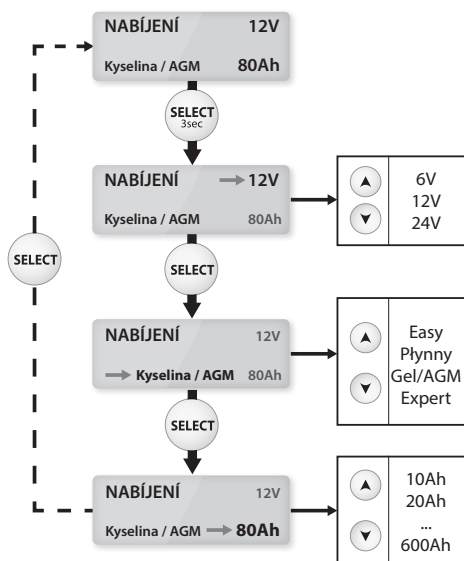 NABÍJENÍ 12V
Kyselina / AGM 80Ah
SELECT
3sec
NABÍJENÍ 12V
Kyselina / AGM 80Ah
6V
12V
24V
SELECT
SELECT
NABÍJENÍ 12V
Kyselina / AGM 80Ah
Easy
Płynny
Gel/AGM
Expert
SELECT
NABÍJENÍ 12V
Kyselina / AGM 80Ah
10Ah
20Ah
...
600Ah